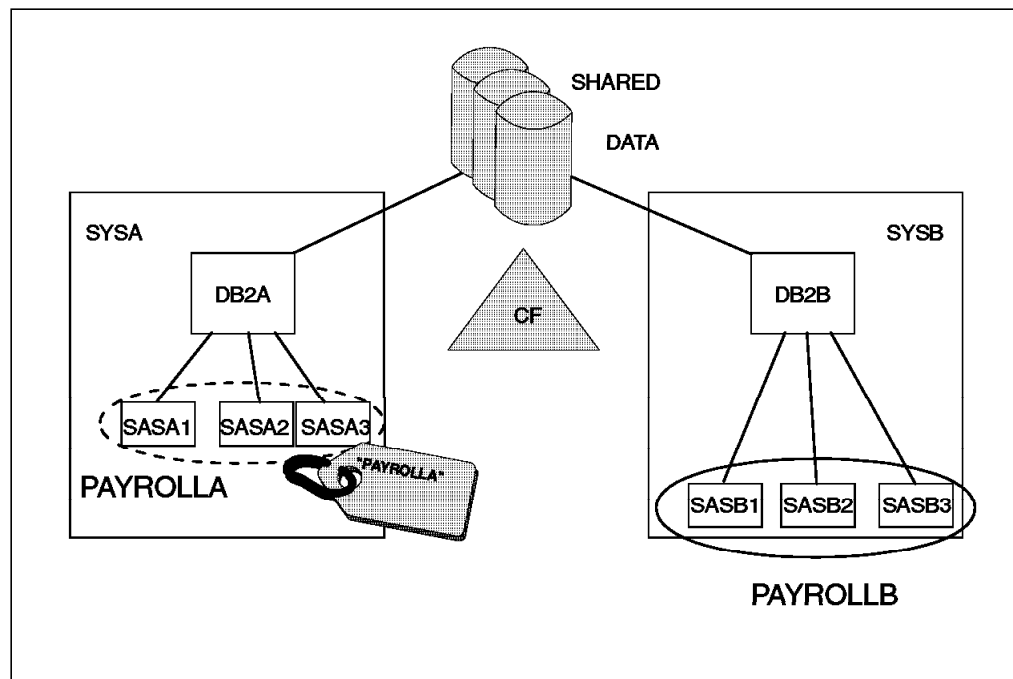 SHARED
DATA
SYSA
SYSB
DB2A
DB2B
CF
SASA1
SASA2
SASA3
"PAYROLLA"
PAYROLLA
SASB1
SASB2
SASB3
PAYROLLB